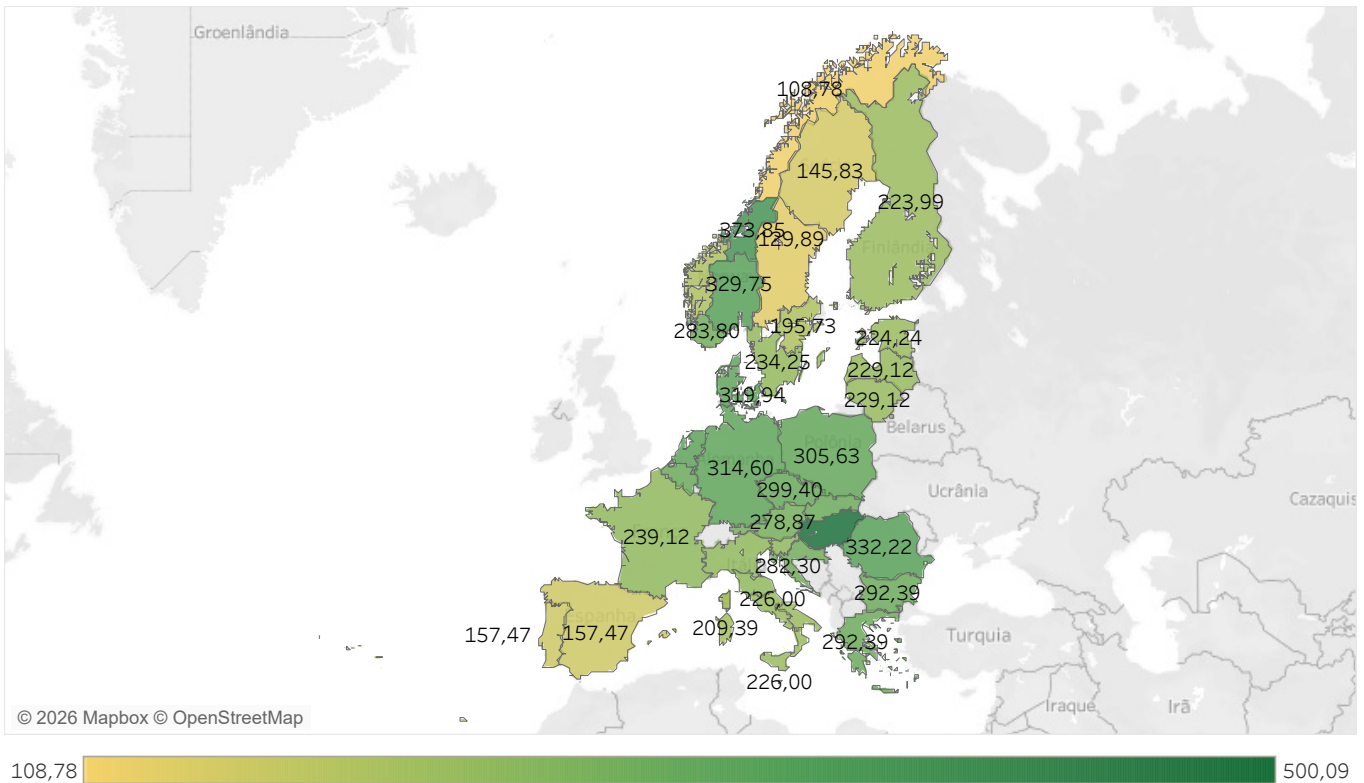 Groenlândia
108,78
145,83
223,99
373,85
129,89
Finlândia
329,75
283,80
195,73
224,24
234,25
229,12
319,94
229,12
Belarus
Polônia
305,63
314,60
299,40
Ucrânia
Cazaquis
278,87
239,12
332,22
Itál
282,30
292,39
226,00
Espanha
157,47
157,47
209,39
292,39
Turquia
226,00
Iraque
Irã
© 2026 Mapbox © OpenStreetMap
108,78
500,09